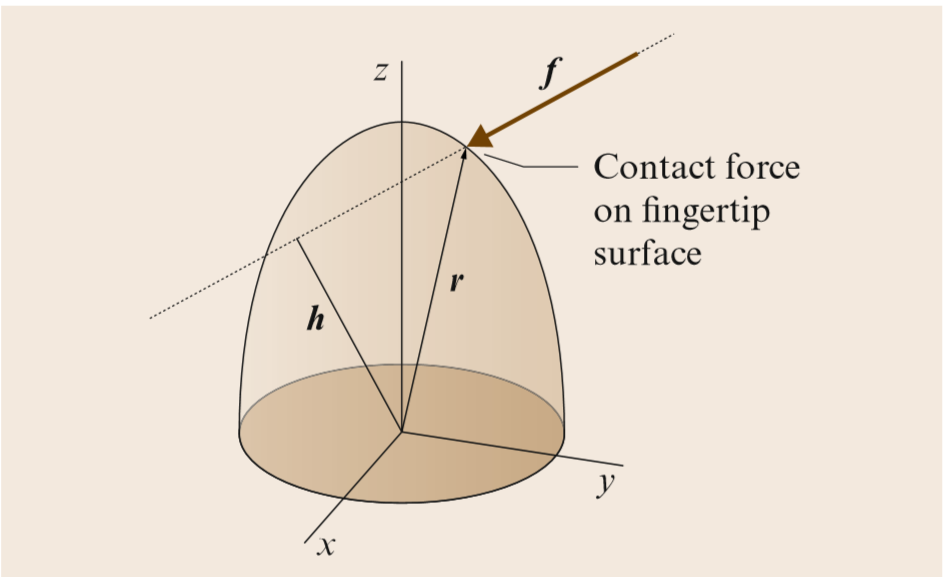 z
f
Contact force
on fingertip
surface
r
h
y
x